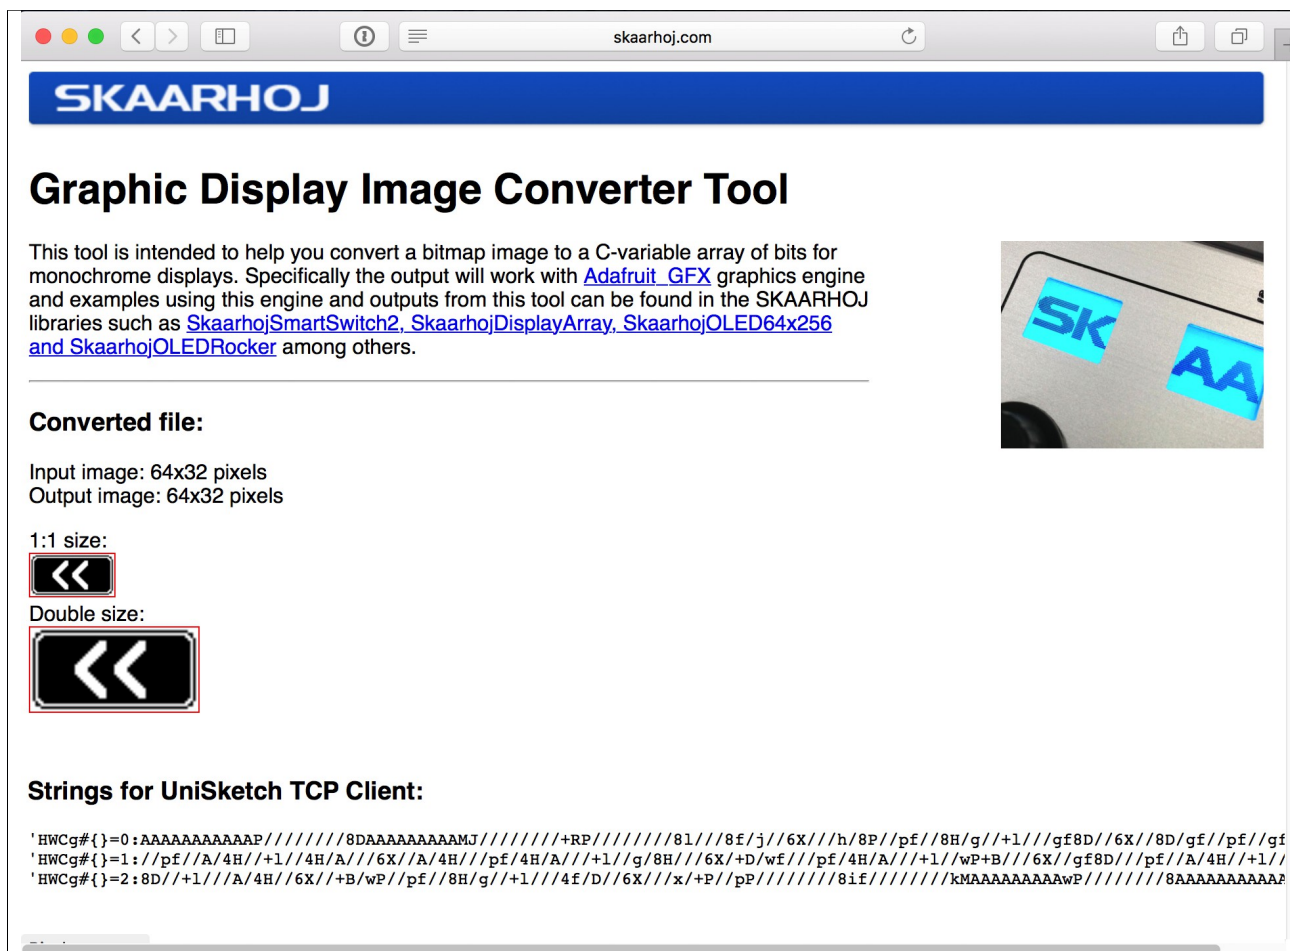 skaarhoj.com
SKAARHOJ
Graphic Display Image Converter Tool
This tool is intended to help you convert a bitmap image to a C-variable array of bits for
monochrome displays. Specifically the output will work with Adafruit_GFX graphics engine
and examples using this engine and outputs from this tool can be found in the SKAARHOJ
libraries such as SkaarhojSmartSwitch2, SkaarhojDisplayArray, SkaarhojOLED64x256
and SkaarhojOLEDRocker among others.
SK
AA
Converted file:
Input image: 64x32 pixels
Output image: 64x32 pixels
1:1 size:
Double size:
Strings for UniSketch TCP Client:
'HWCg#{}=0:AAAAAAAAAAAP////////8DAAAAAAAAAMJ////////+RP////////8l///8f/j//6X///h/8P//pf//8H/g//+l///gf8D//6X//8D/gf//pf//gf
'HWCg#{}=1://pf//A/4H//+l//4H/A///6X//A/4H///pf/4H/A///+l//g/8H///6X/+D/wf///pf/4H/A///+l//wP+B///6X//gf8D///pf//A/4H//+l//
'HWCg#{}=2:8D//+l///A/4H//6X//+B/wP//pf//8H/g//+l///4f/D//6X///x/+P//pP////////8if////////kMAAAAAAAAAwP////////8AAAAAAAAAAA